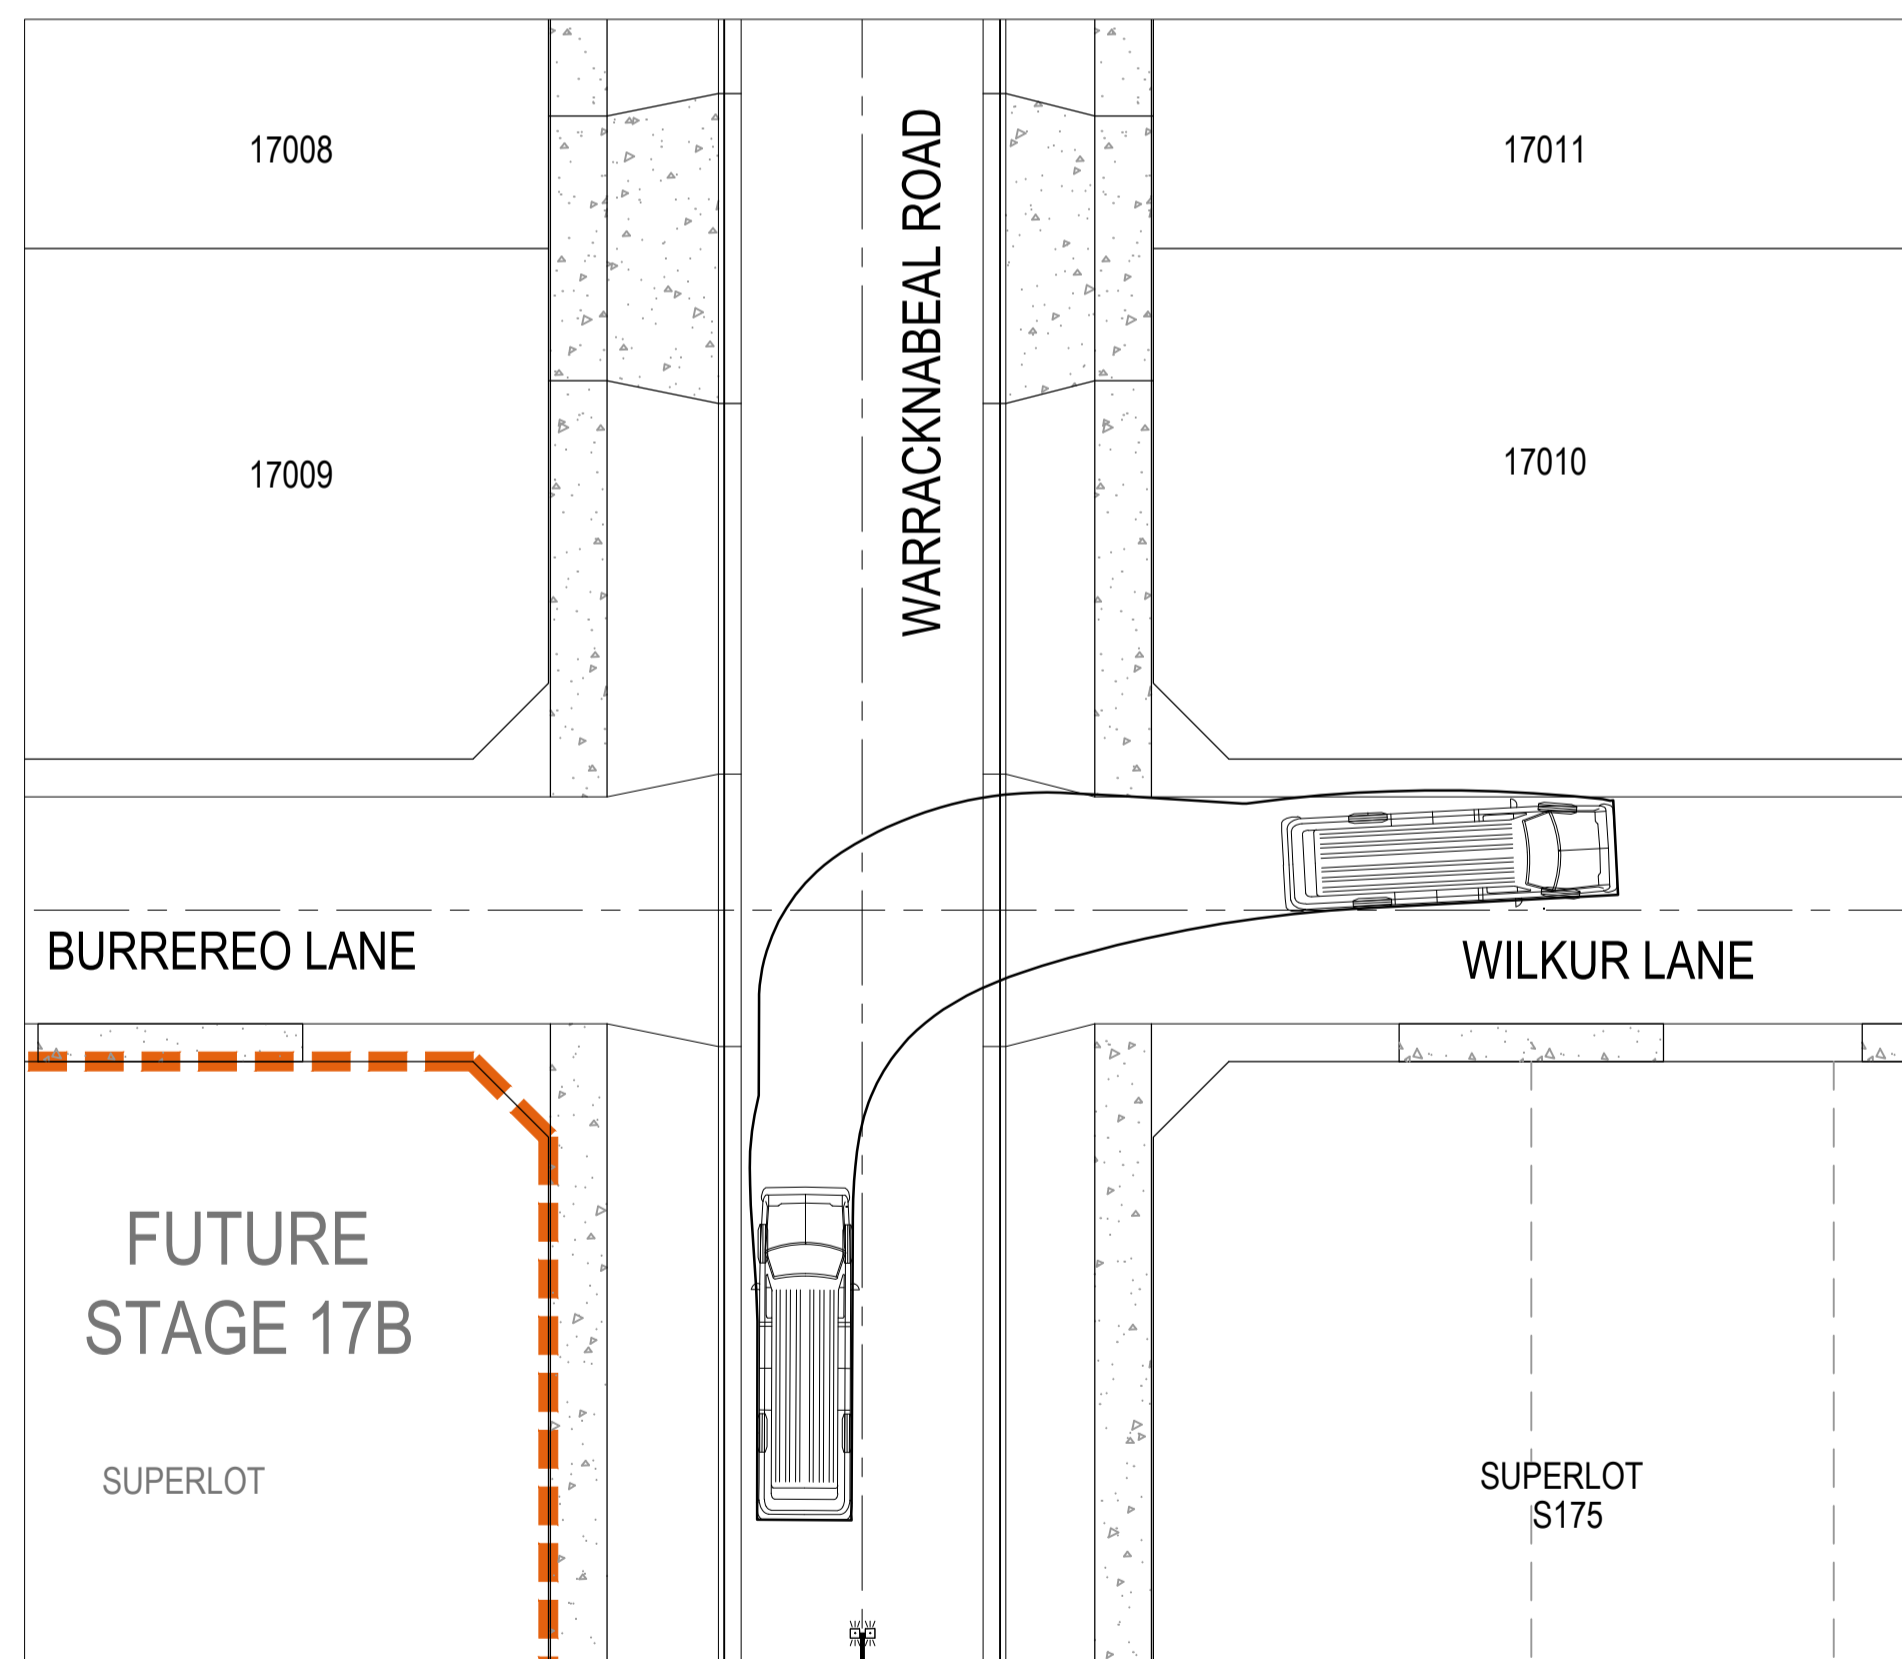 17008
17011
WARRACKNABEAL ROAD
17009
17010
BURREREO LANE
WILKUR LANE
FUTURE
STAGE 17B
SUPERLOT
SUPERLOT
S175